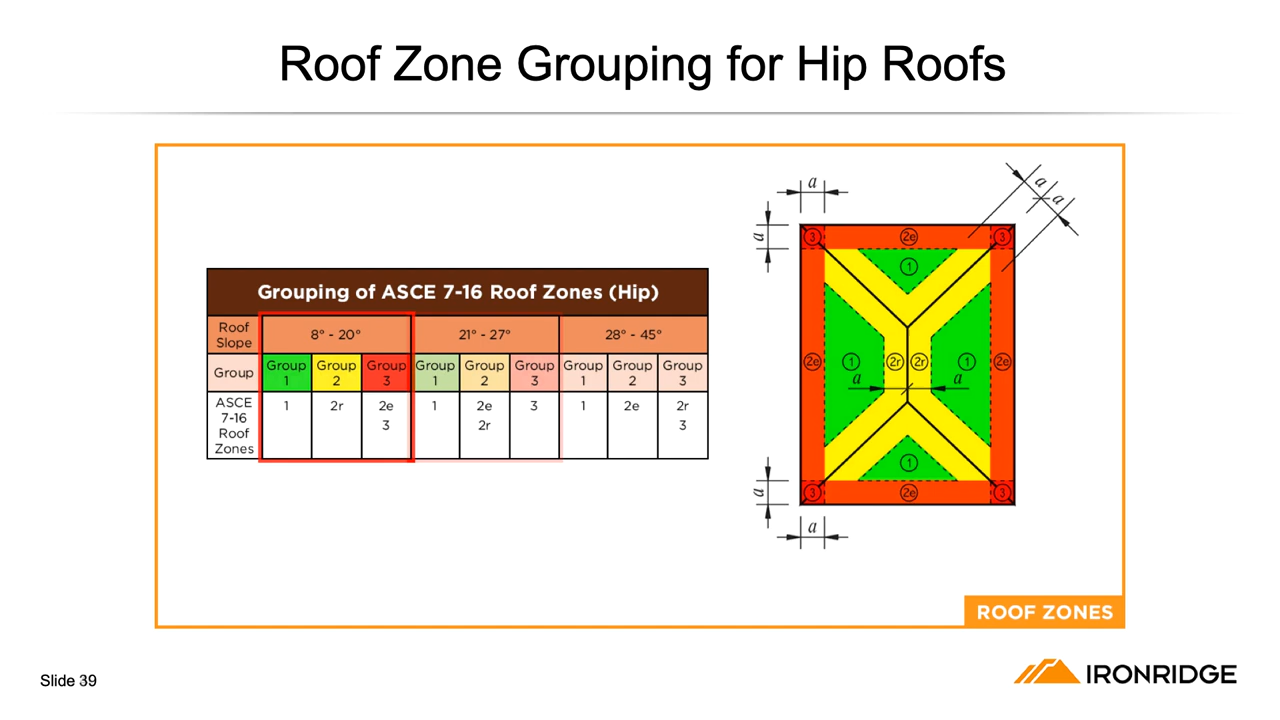 Roof Zone Grouping for Hip Roofs
Grouping of ASCE 7-16 Roof Zones (Hip)
Roof Slope 8° - 20° 21° - 27° 28° - 45°
Group Group 1 Group 2 Group 3 Group 1 Group 2 Group 3 Group 1 Group 2 Group 3
ASCE 7-16 Roof Zones 1 2r 2e 3 1 2e 2r 3 1 2e 2r 3
a
a a
a
3 2e 3
1
2e 1 2r 2r 1 2e
a a
1
a
3 2e 3
a
ROOF ZONES
Slide 39
IRONRIDGE